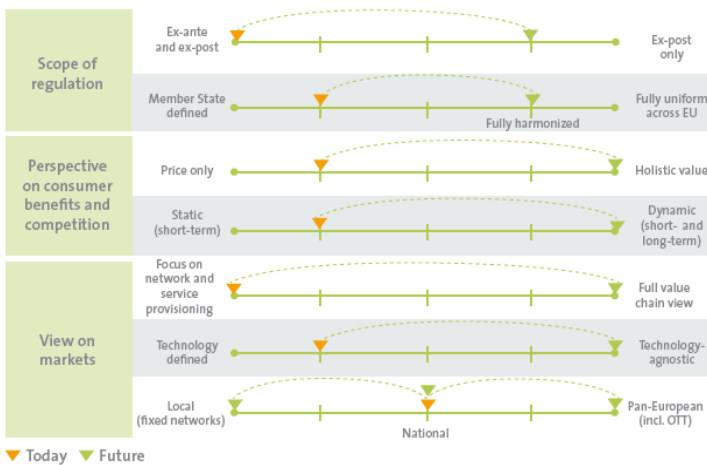 Scope of
regulation
Ex-ante
and ex-post
Ex-post
only
Member State
defined
Fully harmonized
Fully uniform
across EU
Perspective
on consumer
benefits and
competition
Price only
Holistic value
Static
(short-term)
Dynamic
(short- and
long-term)
View on
markets
Focus on
network and
service
provisioning
Full value
chain view
Technology
defined
Technology-
agnostic
Local
(fixed networks)
National
Pan-European
(incl. OTT)
Today Future